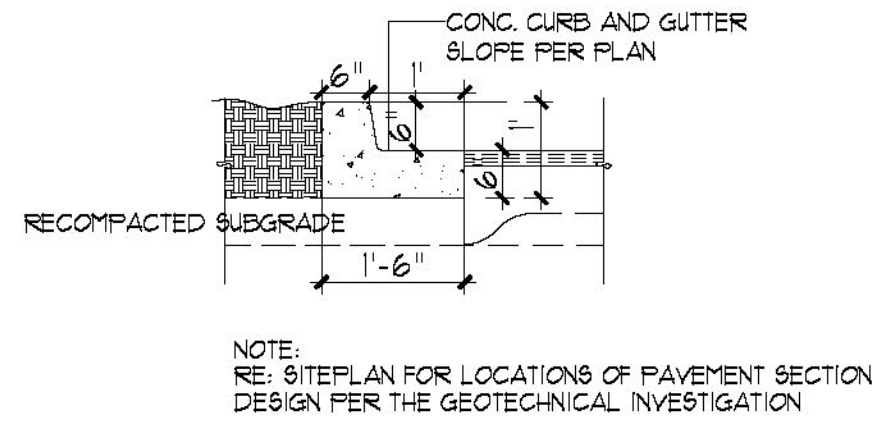 CONC. CURB AND GUTTER
SLOPE PER PLAN
6"
1'
6"
1'
6
RECOMPACTED SUBGRADE
1'-6"
NOTE:
RE: SITEPLAN FOR LOCATIONS OF PAVEMENT SECTION
DESIGN PER THE GEOTECHNICAL INVESTIGATION